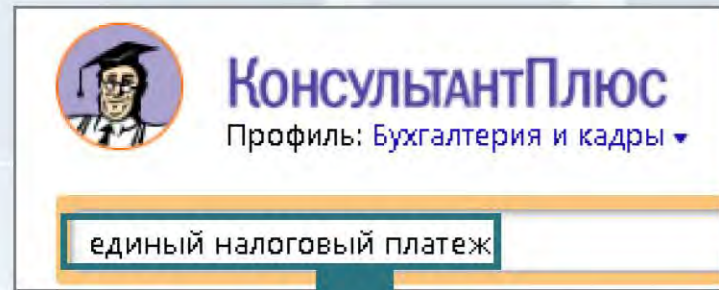 КонсультантПлюс
Профиль: Бухгалтерия и кадры
единый налоговый платеж